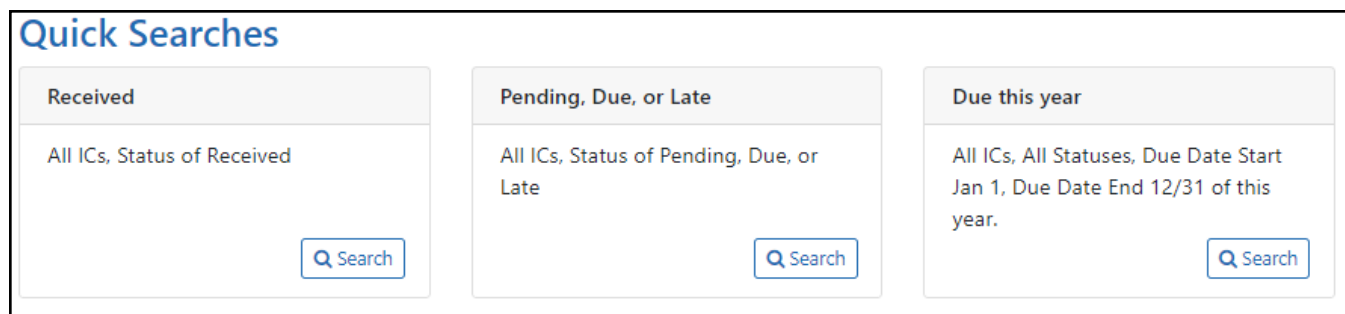 Quick Searches
Received
All ICs, Status of Received
Search
Pending, Due, or Late
All ICs, Status of Pending, Due, or
Late
Search
Due this year
All ICs, All Statuses, Due Date Start
Jan 1, Due Date End 12/31 of this
year.
Search